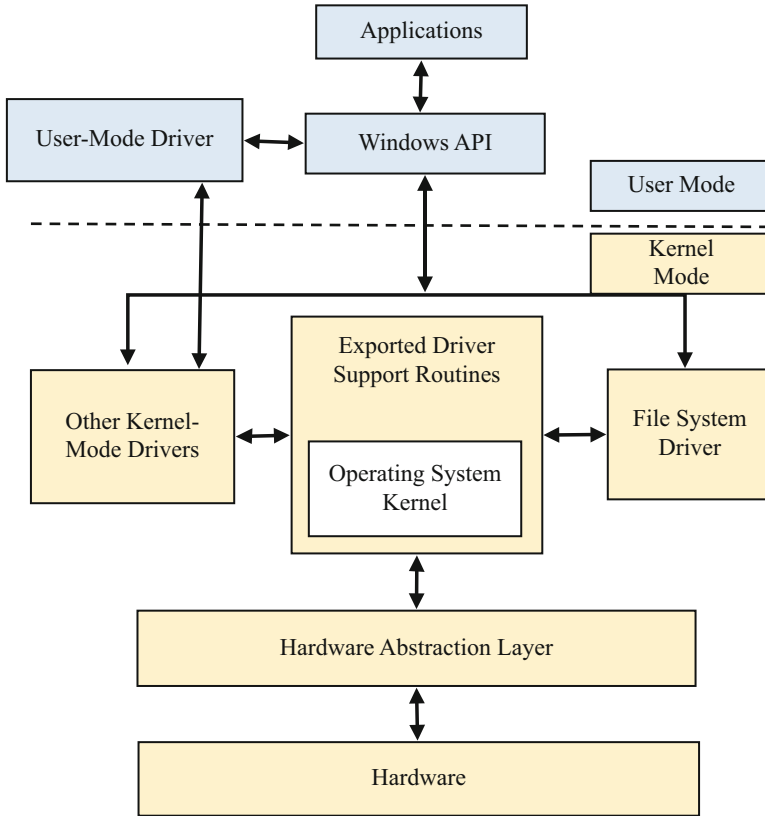 Applications
User-Mode Driver
Windows API
User Mode
Kernel
Mode
Exported Driver
Support Routines
Other Kernel-
Mode Drivers
File System
Driver
Operating System
Kernel
Hardware Abstraction Layer
Hardware